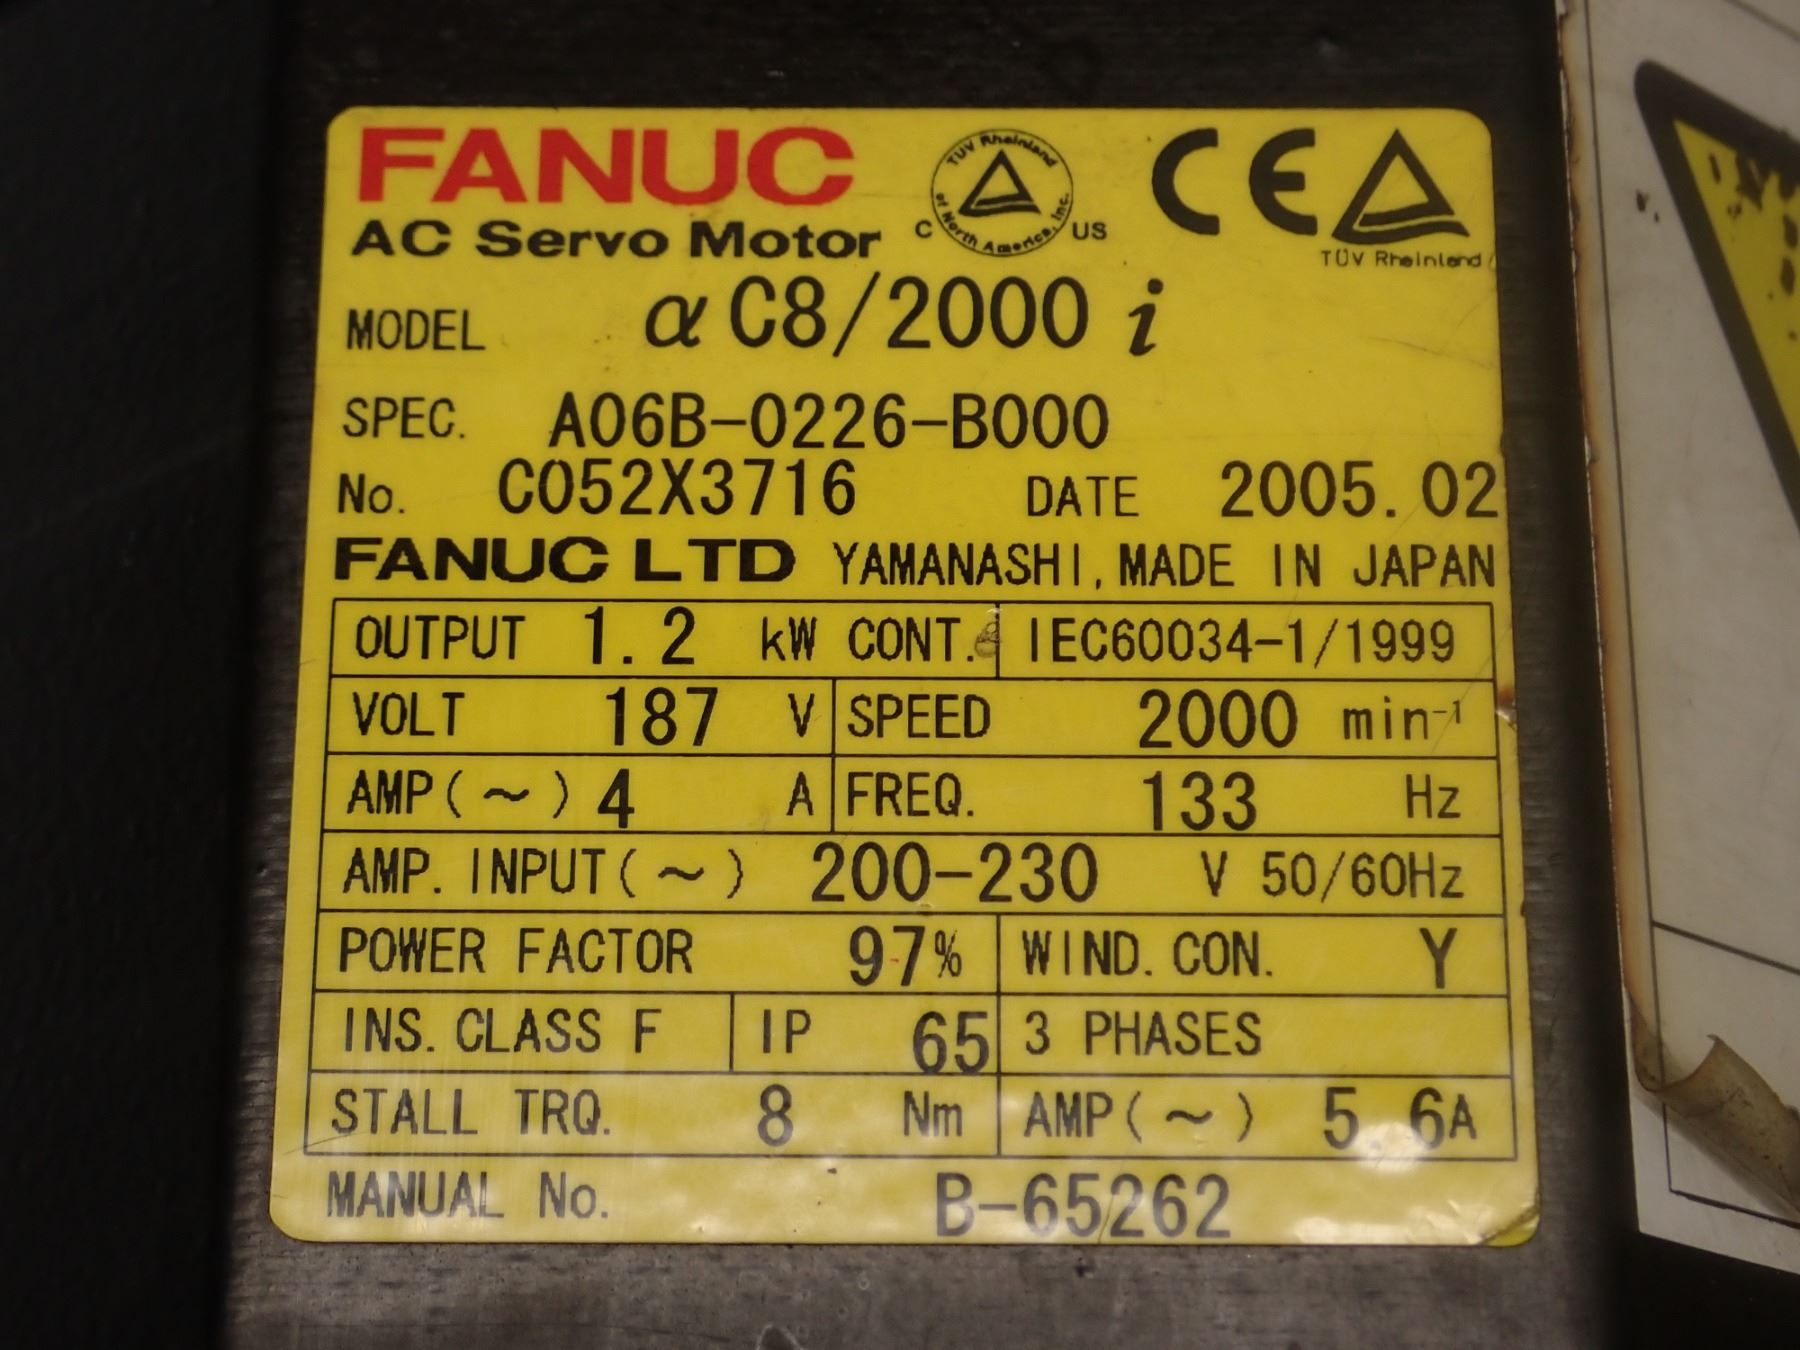 FANUC
AC Servo Motor
TÜV Rheinland of North America, Inc.
C US
CE
TÜV Rheinland
MODEL α C8/2000 i
SPEC. A06B-0226-B000
No. C052X3716 DATE 2005.02
FANUC LTD YAMANASHI, MADE IN JAPAN
OUTPUT 1.2 kW CONT. IEC60034-1/1999
VOLT 187 V SPEED 2000 min⁻¹
AMP(~) 4 A FREQ. 133 Hz
AMP. INPUT(~) 200-230 V 50/60Hz
POWER FACTOR 97% WIND. CON. Y
INS. CLASS F IP 65 3 PHASES
STALL TRQ. 8 Nm AMP(~) 5.6A
MANUAL No. B-65262